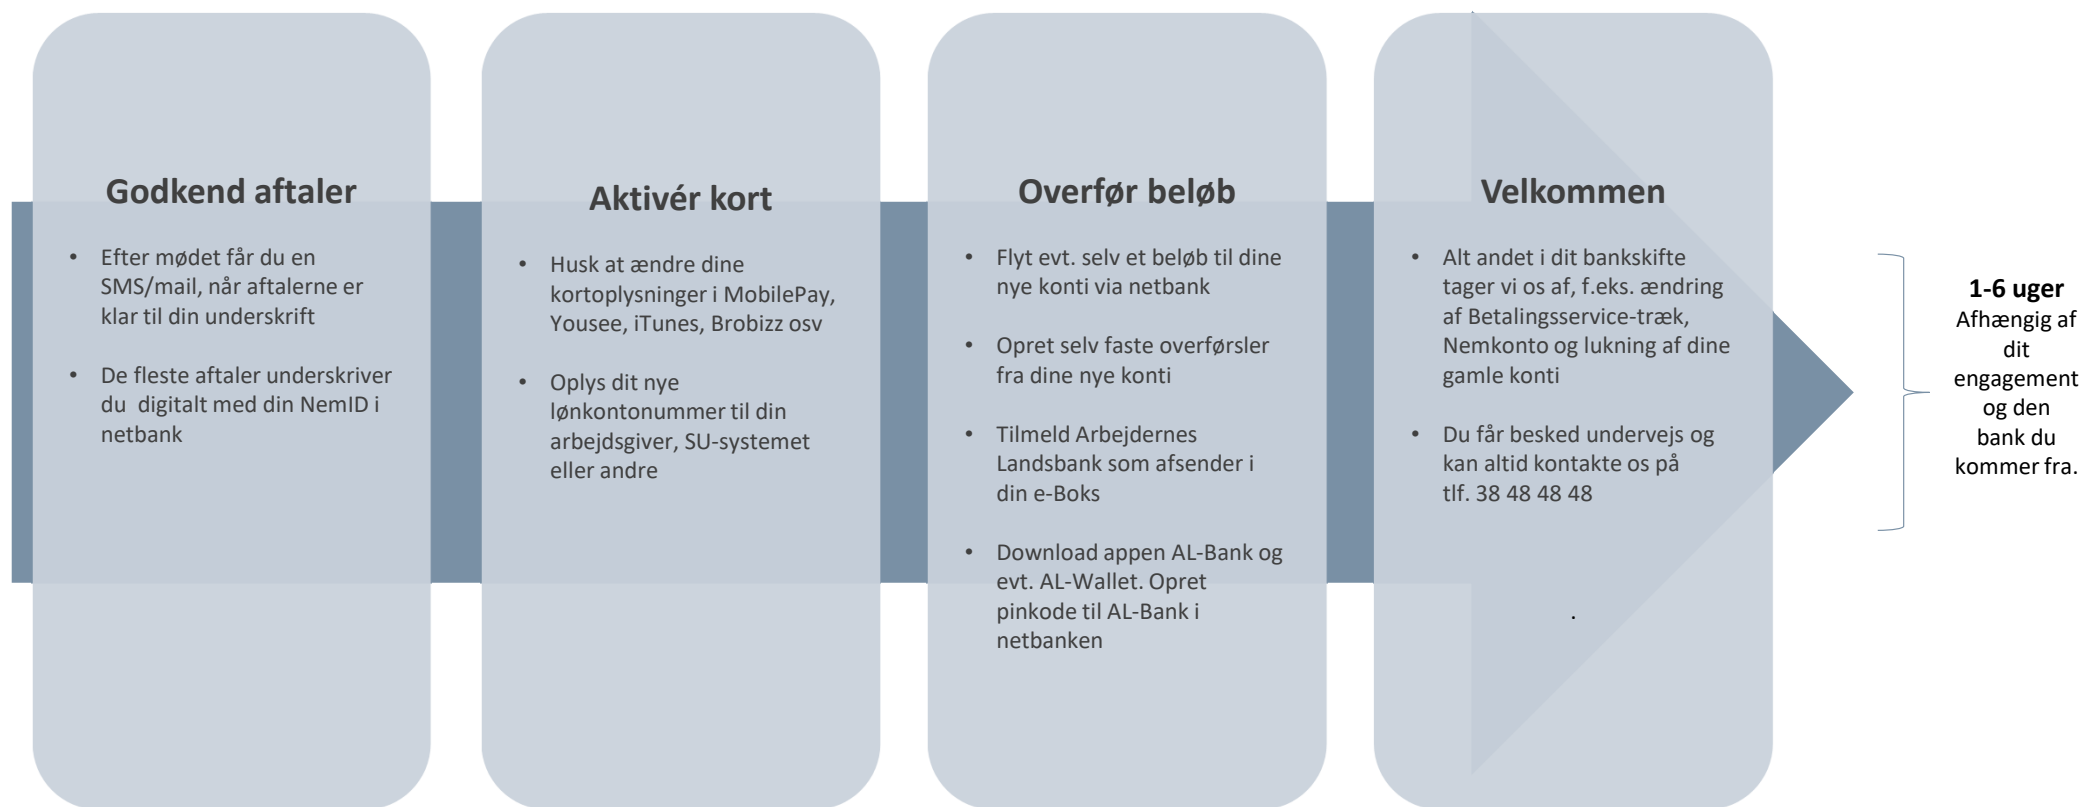 Godkend aftaler
• Efter mødet får du en
SMS/mail, når aftalerne er
klar til din underskrift
• De fleste aftaler underskriver
du  digitalt med din NemID i
netbank
Aktivér kort
• Husk at ændre dine
kortoplysninger i MobilePay,
Yousee, iTunes, Brobizz osv
• Oplys dit nye
lønkontonummer til din
arbejdsgiver, SU-systemet
eller andre
Overfør beløb
• Flyt evt. selv et beløb til dine
nye konti via netbank
• Opret selv faste overførsler
fra dine nye konti
• Tilmeld Arbejdernes
Landsbank som afsender i
din e-Boks
• Download appen AL-Bank og
evt. AL-Wallet. Opret
pinkode til AL-Bank i
netbanken
Velkommen
• Alt andet i dit bankskifte
tager vi os af, f.eks. ændring
af Betalingsservice-træk,
Nemkonto og lukning af dine
gamle konti
• Du får besked undervejs og
kan altid kontakte os på
tlf. 38 48 48 48
.
1-6 uger
Afhængig af
dit
engagement
og den
bank du
kommer fra.